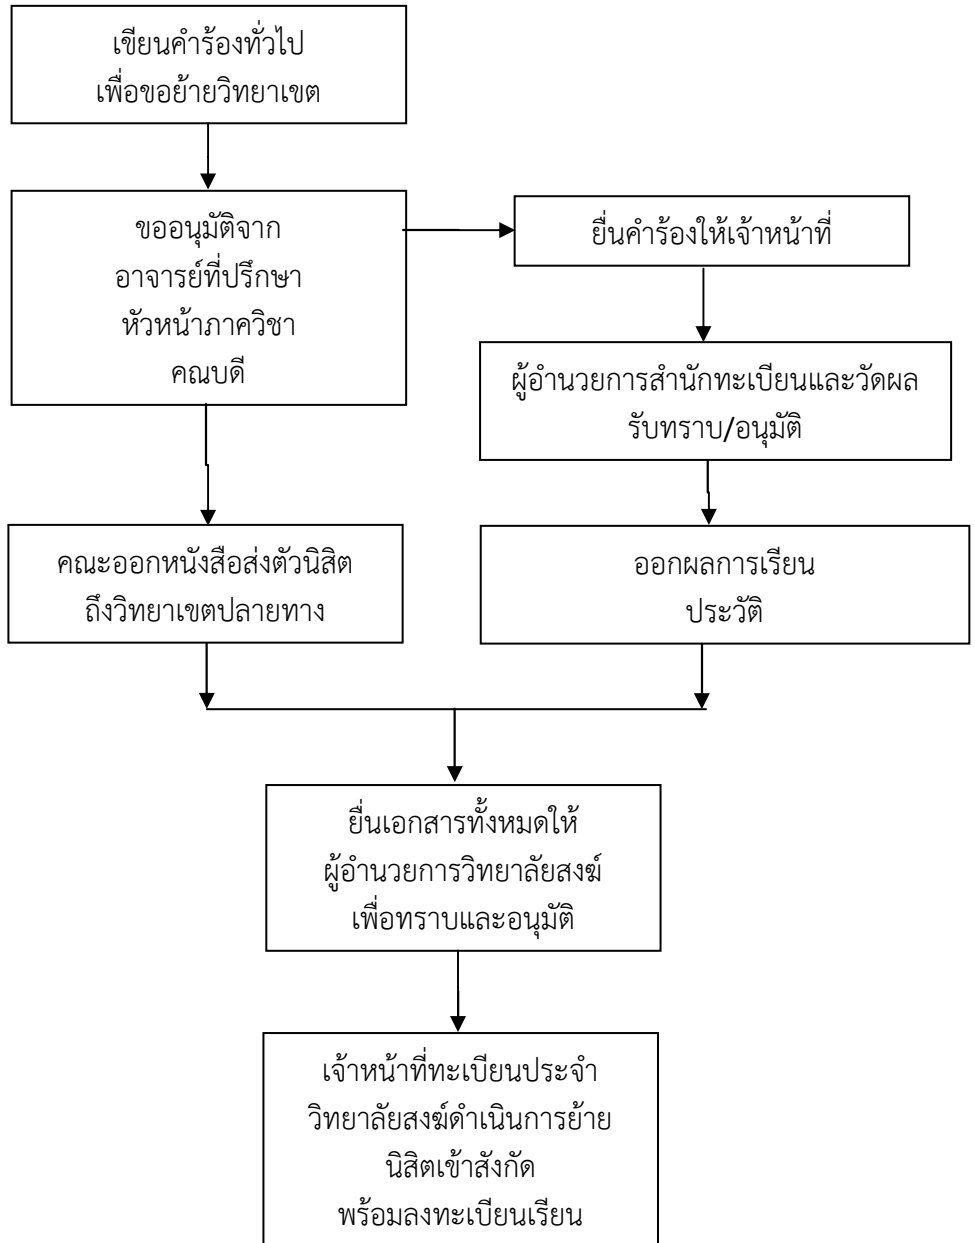 เขียนคำร้องทั่วไป
เพื่อขอย้ายวิทยาเขต
ขออนุมัติจาก
อาจารย์ที่ปรึกษา
หัวหน้าภาควิชา
คณบดี
ยื่นคำร้องให้เจ้าหน้าที่
ผู้อำนวยการสำนักทะเบียนและวัดผล
รับทราบ/อนุมัติ
คณะออกหนังสือส่งตัวนิสิต
ถึงวิทยาเขตปลายทาง
ออกผลการเรียน
ประวัติ
ยื่นเอกสารทั้งหมดให้
ผู้อำนวยการวิทยาลัยสงฆ์
เพื่อทราบและอนุมัติ
เจ้าหน้าที่ทะเบียนประจำ
วิทยาลัยสงฆ์ดำเนินการย้าย
นิสิตเข้าสังกัด
พร้อมลงทะเบียนเรียน